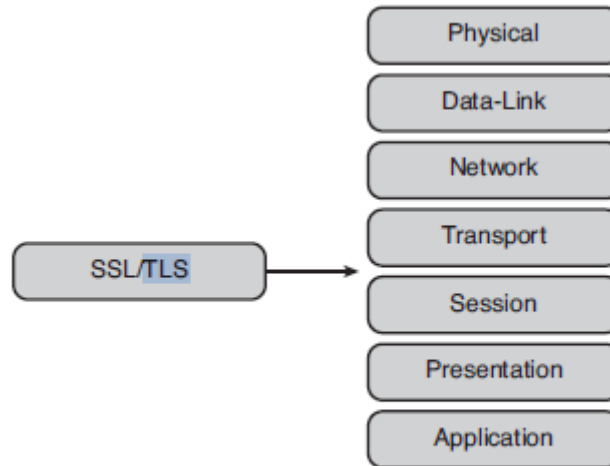 Physical
Data-Link
Network
Transport
SSL/TLS
Session
Presentation
Application